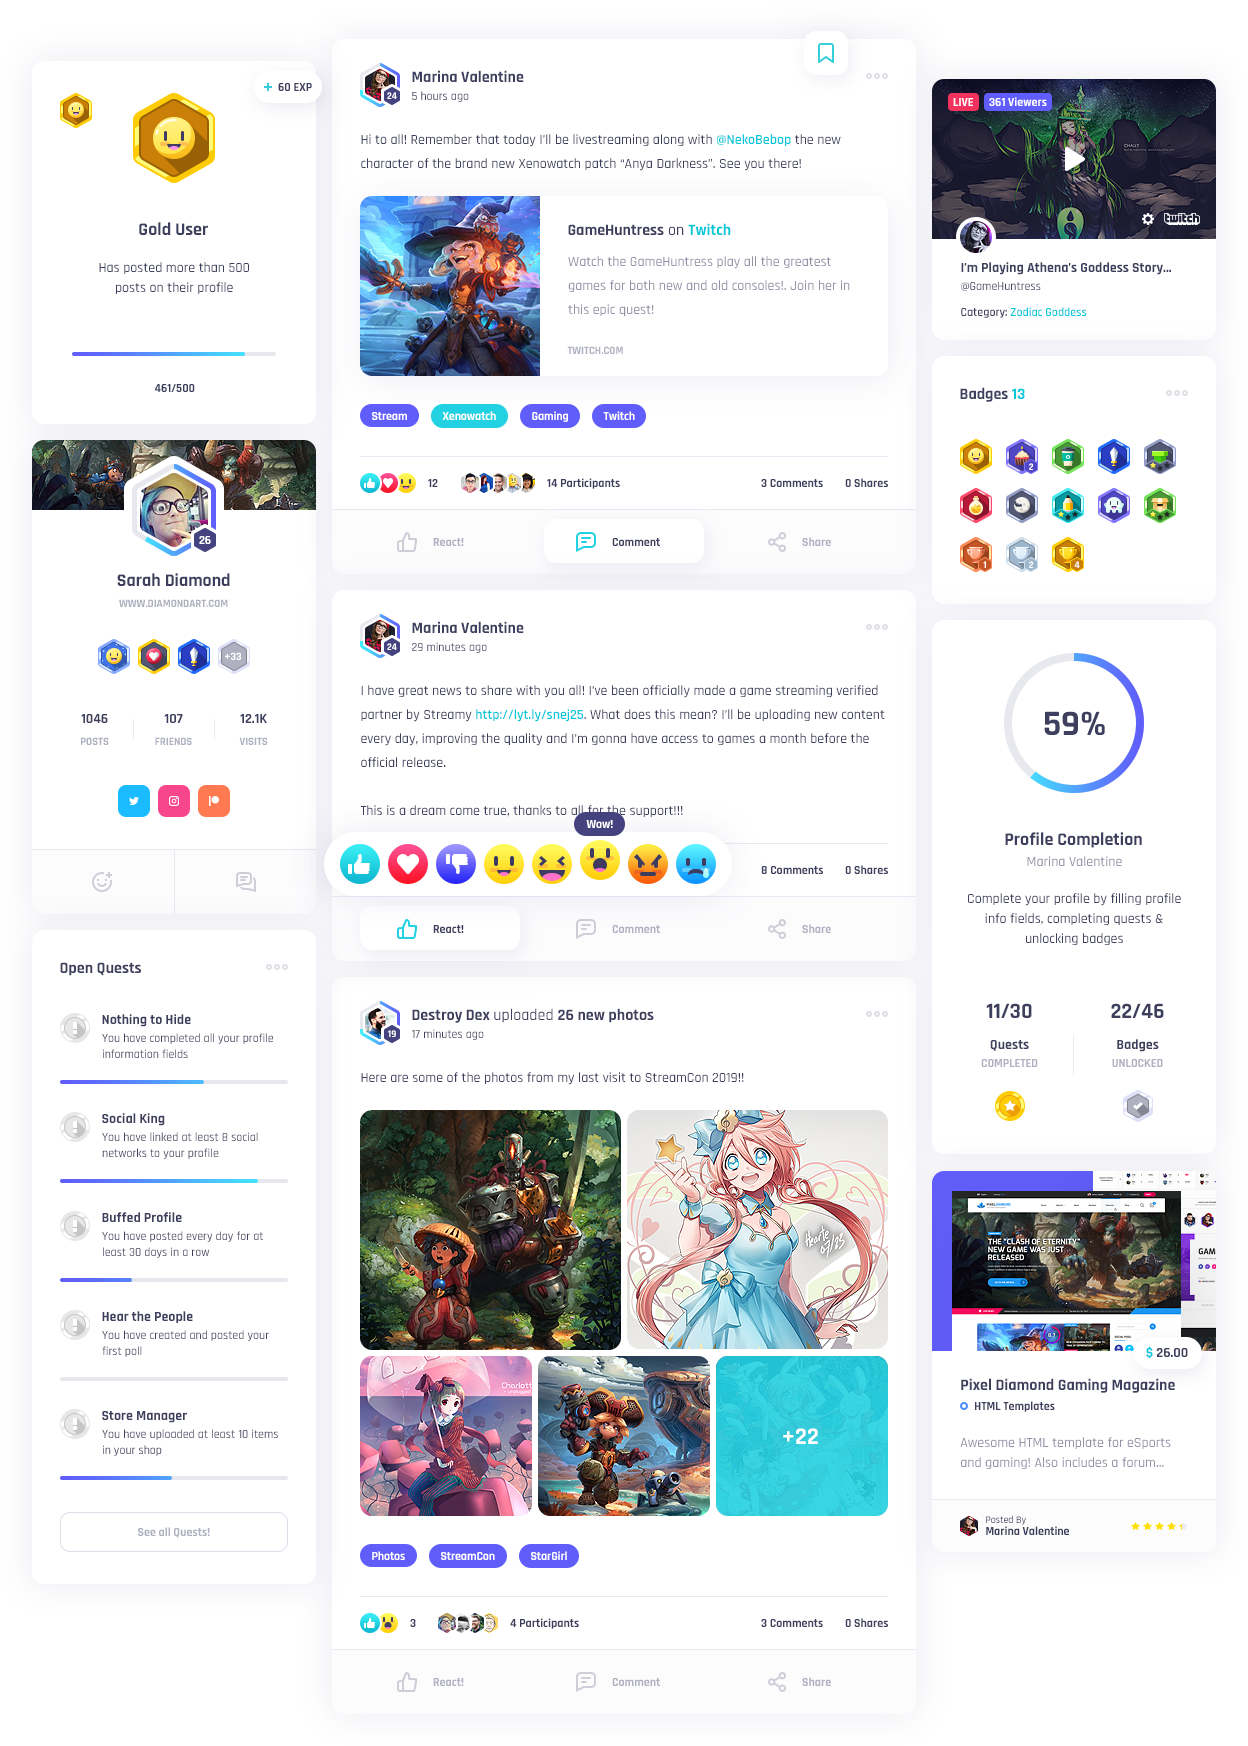 + 60 EXP
Gold User
Has posted more than 500
posts on their profile
461/500
26
Sarah Diamond
WWW.DIAMONDART.COM
+33
1046
POSTS
107
FRIENDS
12.1K
VISITS
Open Quests
Nothing to Hide
You have completed all your profile
information fields
Social King
You have linked at least 8 social
networks to your profile
Buffed Profile
You have posted every day for at
least 30 days in a row
Hear the People
You have created and posted your
first poll
Store Manager
You have uploaded at least 10 items
in your shop
See all Quests!
24
Marina Valentine
5 hours ago
Hi to all! Remember that today I'll be livestreaming along with @NekoBebop the new
character of the brand new Xenowatch patch “Anya Darkness”. See you there!
GameHuntress on Twitch
Watch the GameHuntress play all the greatest
games for both new and old consoles!. Join her in
this epic quest!
TWITCH.COM
Stream
Xenowatch
Gaming
Twitch
12
14 Participants
3 Comments
0 Shares
React!
Comment
Share
24
Marina Valentine
29 minutes ago
I have great news to share with you all! I've been officially made a game streaming verified
partner by Streamy http://lyt.ly/snej25. What does this mean? I'll be uploading new content
every day, improving the quality and I'm gonna have access to games a month before the
official release.
This is a dream come true, thanks to all for the support!!!
Wow!
8 Comments
0 Shares
React!
Comment
Share
19
Destroy Dex uploaded 26 new photos
17 minutes ago
Here are some of the photos from my last visit to StreamCon 2019!!
+22
Photos
StreamCon
StarGirl
3
4 Participants
3 Comments
0 Shares
React!
Comment
Share
LIVE
361 Viewers
twitch
I'm Playing Athena's Goddess Story...
@GameHuntress
Category: Zodiac Goddess
Badges 13
2
1
2
4
59%
Profile Completion
Marina Valentine
Complete your profile by filling profile
info fields, completing quests &
unlocking badges
11/30
Quests
COMPLETED
22/46
Badges
UNLOCKED
THE "CLASH OF ETERNITY"
NEW GAME WAS JUST
RELEASED
GAM
$ 26.00
Pixel Diamond Gaming Magazine
HTML Templates
Awesome HTML template for eSports
and gaming! Also includes a forum...
Posted By
Marina Valentine